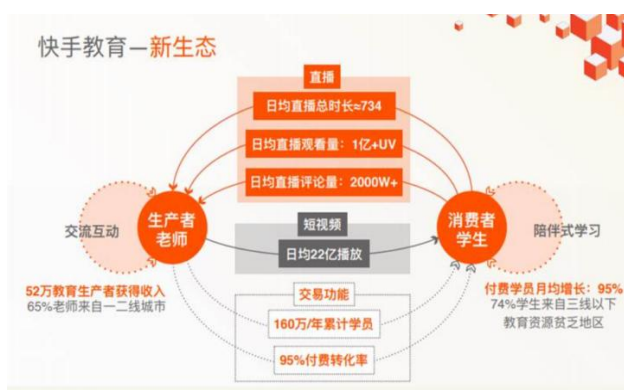 快手教育—新生态
直播
日均直播总时长≈734
日均直播观看量：1亿+UV
日均直播评论量：2000W+
交流互动
生产者
老师
短视频
日均22亿播放
消费者
学生
陪伴式学习
52万教育生产者获得收入
65%老师来自一二线城市
交易功能
160万/年累计学员
95%付费转化率
付费学员月均增长：95%
74%学生来自三线以下
教育资源贫乏地区